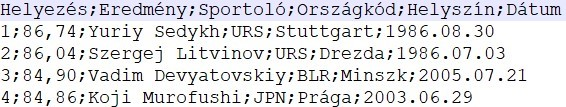 Helyezés;Eredmény;Sportoló;Országkód;Helyszín;Dátum
1;86,74;Yuriy Sedykh;URS;Stuttgart;1986.08.30
2;86,04;Szergej Litvinov;URS;Drezda;1986.07.03
3;84,90;Vadim Devyatovskiy;BLR;Minszk;2005.07.21
4;84,86;Koji Murofushi;JPN;Prága;2003.06.29